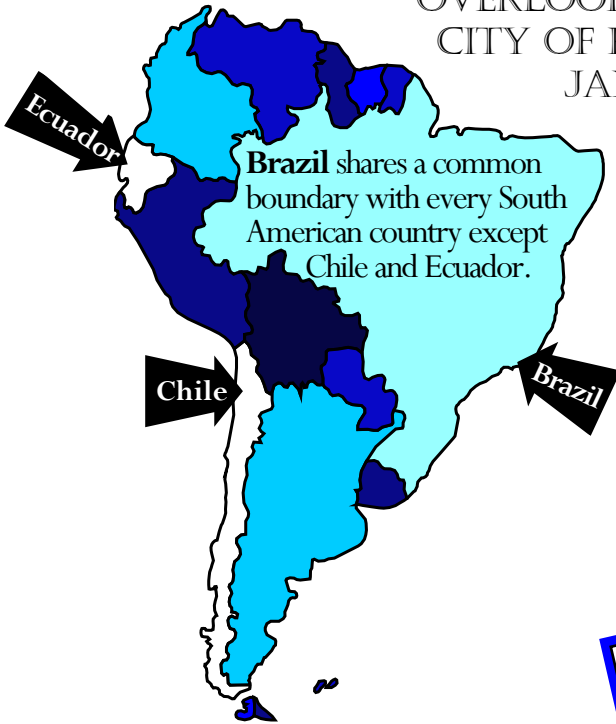 CITY OF
Ecuador
Brazil shares a common
boundary with every South
American country except
Chile and Ecuador.
Chile
Brazil